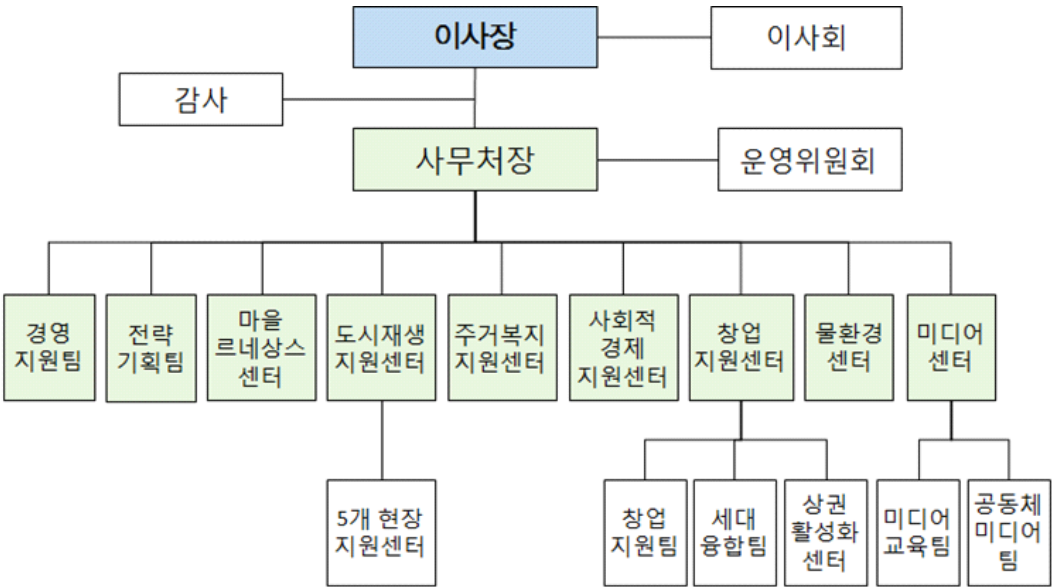 이사장
이사회
감사
사무처장
운영위원회
경영
지원팀
전략
기획팀
마을
르네상스
센터
도시재생
지원센터
주거복지
지원센터
사회적
경제
지원센터
창업
지원센터
물환경
센터
미디어
센터
5개 현장
지원센터
창업
지원팀
세대
융합팀
상권
활성화
센터
미디어
교육팀
공동체
미디어
팀